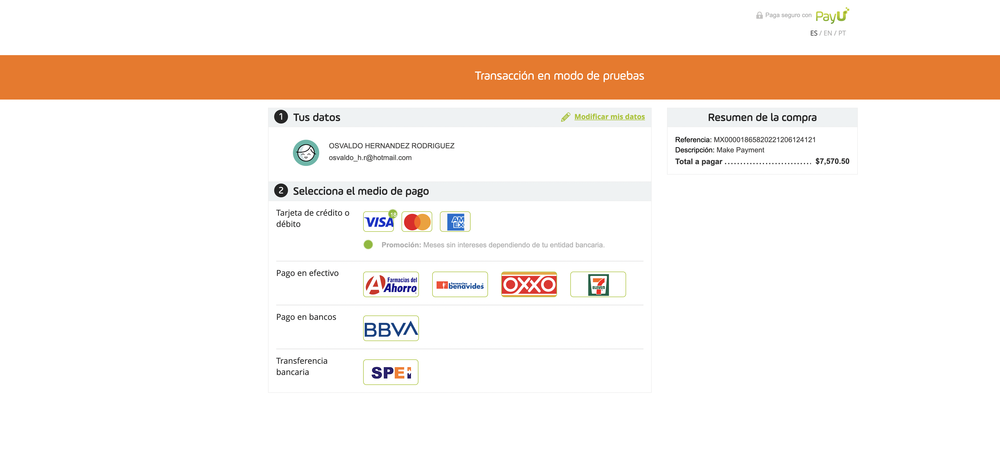 Paga seguro con PayU
ES / EN / PT
Transacción en modo de pruebas
1 Tus datos
Modificar mis datos
OSVALDO HERNANDEZ RODRIGUEZ
osvaldo_h.r@hotmail.com
Resumen de la compra
Referencia: MX00001865820221206124121
Descripción: Make Payment
Total a pagar ............................ $7,570.50
2 Selecciona el medio de pago
Tarjeta de crédito o
débito
VISA 18
AM
EX
Promoción: Meses sin intereses dependiendo de tu entidad bancaria.
Pago en efectivo
A Farmacias del
Ahorro
farmacias
benavides
OXXO
7
ELEVEn
Pago en bancos
BBVA
Transferencia
bancaria
SPEI